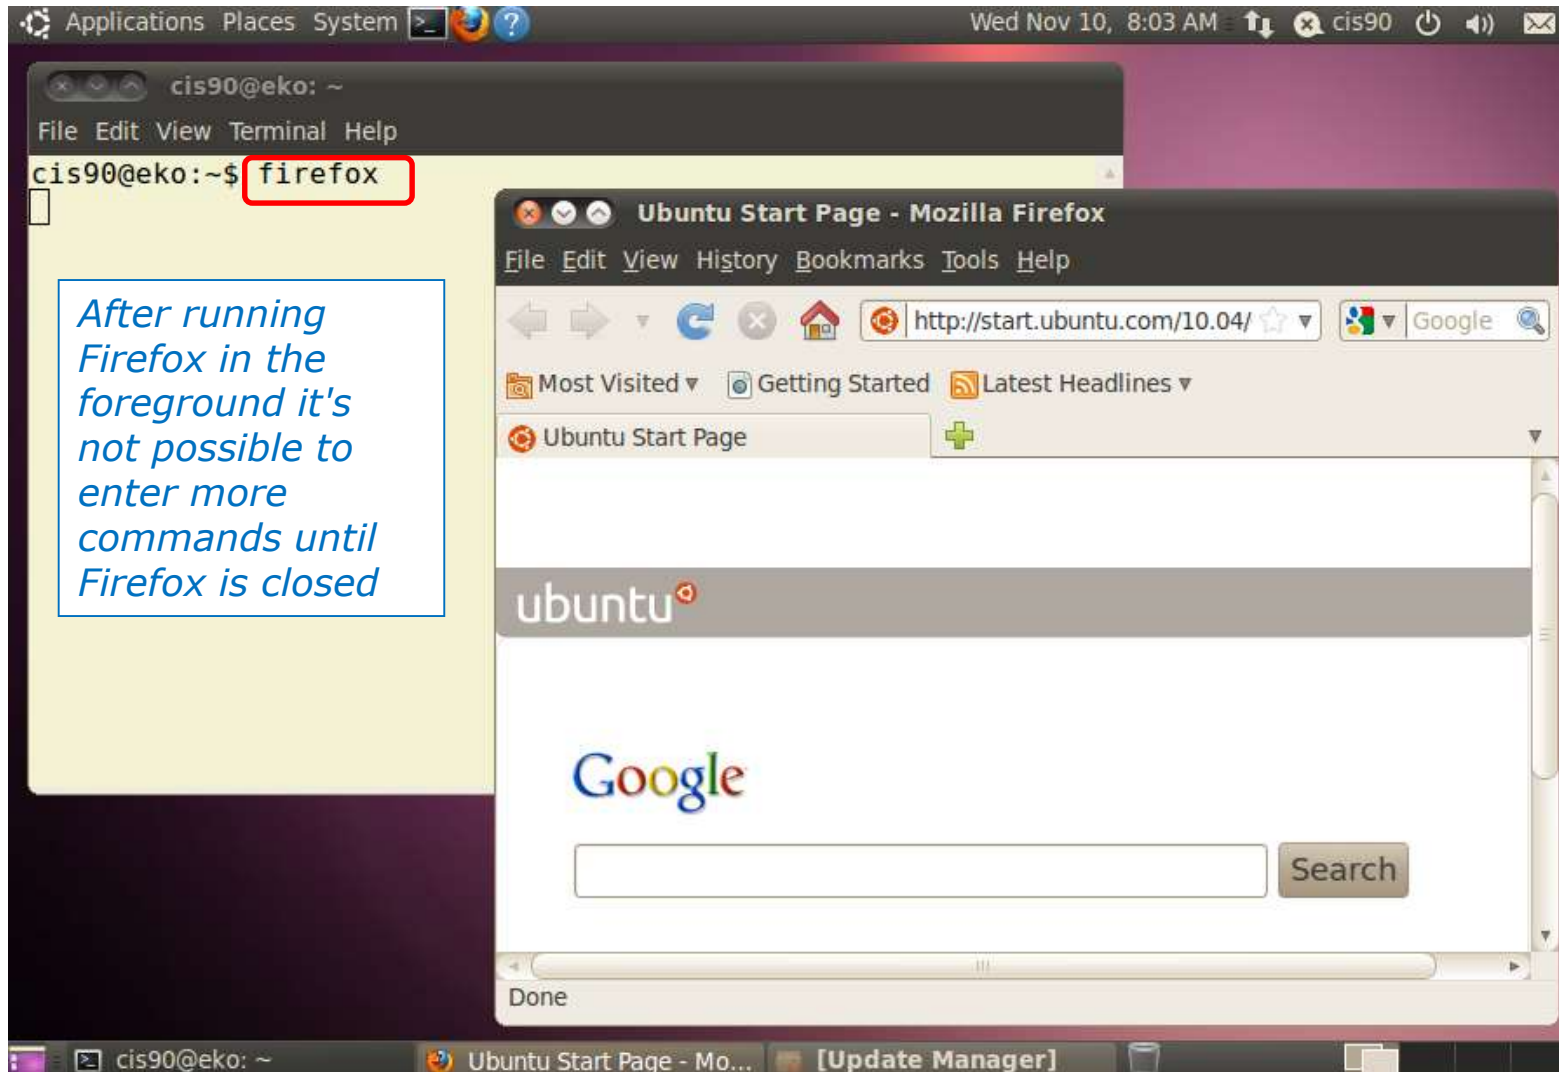 Applications Places System
Wed Nov 10, 8:03 AM cis90
cis90@eko: ~
File Edit View Terminal Help
cis90@eko:~$ firefox
After running
Firefox in the
foreground it's
not possible to
enter more
commands until
Firefox is closed
Ubuntu Start Page - Mozilla Firefox
File Edit View History Bookmarks Tools Help
http://start.ubuntu.com/10.04/ Google
Most Visited Getting Started Latest Headlines
Ubuntu Start Page
ubuntu
Google
Search
Done
cis90@eko: ~ Ubuntu Start Page - Mo... [Update Manager]